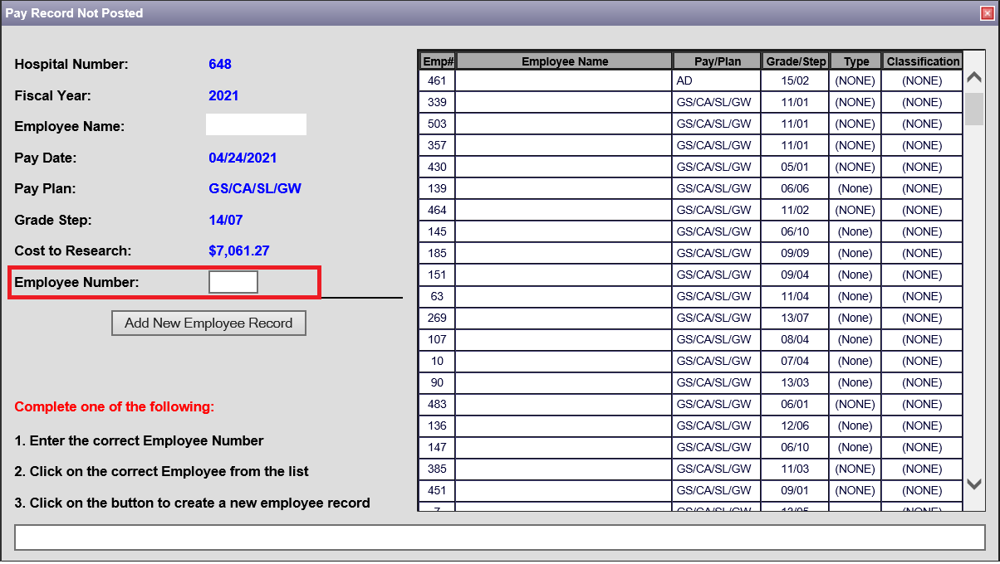 Pay Record Not Posted
Hospital Number: 648
Fiscal Year: 2021
Employee Name:
Pay Date: 04/24/2021
Pay Plan: GS/CA/SL/GW
Grade Step: 14/07
Cost to Research: $7,061.27
Employee Number:
Add New Employee Record
Complete one of the following:
1. Enter the correct Employee Number
2. Click on the correct Employee from the list
3. Click on the button to create a new employee record
Emp# Employee Name Pay/Plan Grade/Step Type Classification
461 AD 15/02 (NONE) (NONE)
339 GS/CA/SL/GW 11/01 (NONE) (NONE)
503 GS/CA/SL/GW 11/01 (NONE) (NONE)
357 GS/CA/SL/GW 11/01 (NONE) (NONE)
430 GS/CA/SL/GW 05/01 (NONE) (NONE)
139 GS/CA/SL/GW 06/06 (None) (NONE)
464 GS/CA/SL/GW 11/02 (NONE) (NONE)
145 GS/CA/SL/GW 06/10 (None) (NONE)
185 GS/CA/SL/GW 09/09 (None) (NONE)
151 GS/CA/SL/GW 09/04 (None) (NONE)
63 GS/CA/SL/GW 11/04 (None) (NONE)
269 GS/CA/SL/GW 13/07 (None) (NONE)
107 GS/CA/SL/GW 08/04 (None) (NONE)
10 GS/CA/SL/GW 07/04 (None) (NONE)
90 GS/CA/SL/GW 13/03 (None) (NONE)
483 GS/CA/SL/GW 06/01 (NONE) (NONE)
136 GS/CA/SL/GW 12/06 (None) (NONE)
147 GS/CA/SL/GW 06/10 (None) (NONE)
385 GS/CA/SL/GW 11/03 (NONE) (NONE)
451 GS/CA/SL/GW 09/01 (NONE) (NONE)